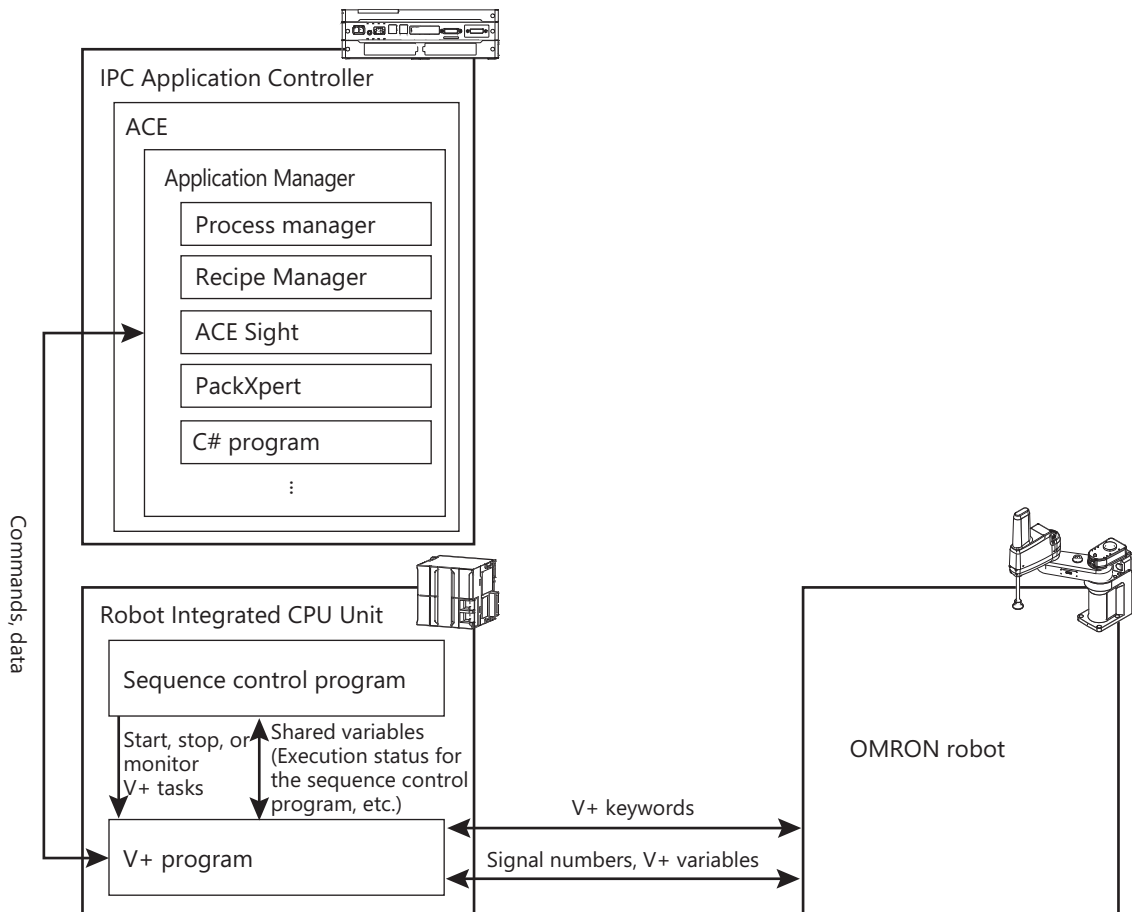 IPC Application Controller
ACE
Application Manager
Process manager
Recipe Manager
ACE Sight
PackXpert
C# program
⋮
Commands, data
Robot Integrated CPU Unit
Sequence control program
Start, stop, or
monitor
V+ tasks
Shared variables
(Execution status for
the sequence control
program, etc.)
V+ program
V+ keywords
Signal numbers, V+ variables
OMRON robot